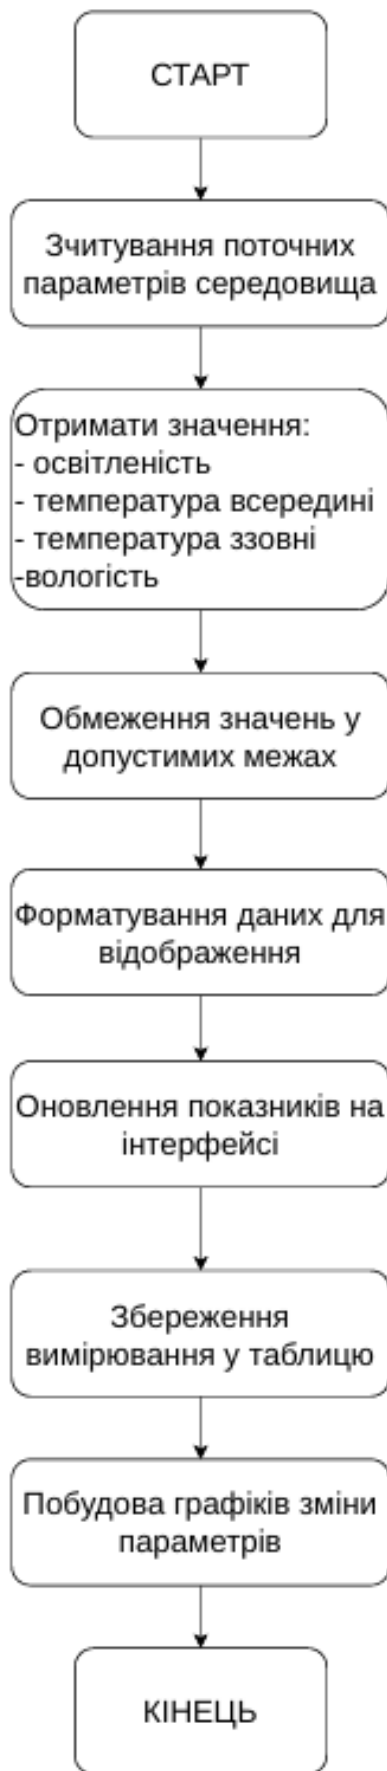 СТАРТ
Зчитування поточних
параметрів середовища
Отримати значення:
- освітленість
- температура всередині
- температура ззовні
-вологість
Обмеження значень у
допустимих межах
Форматування даних для
відображення
Оновлення показників на
інтерфейсі
Збереження
вимірювання у таблицю
Побудова графіків зміни
параметрів
КІНЕЦЬ